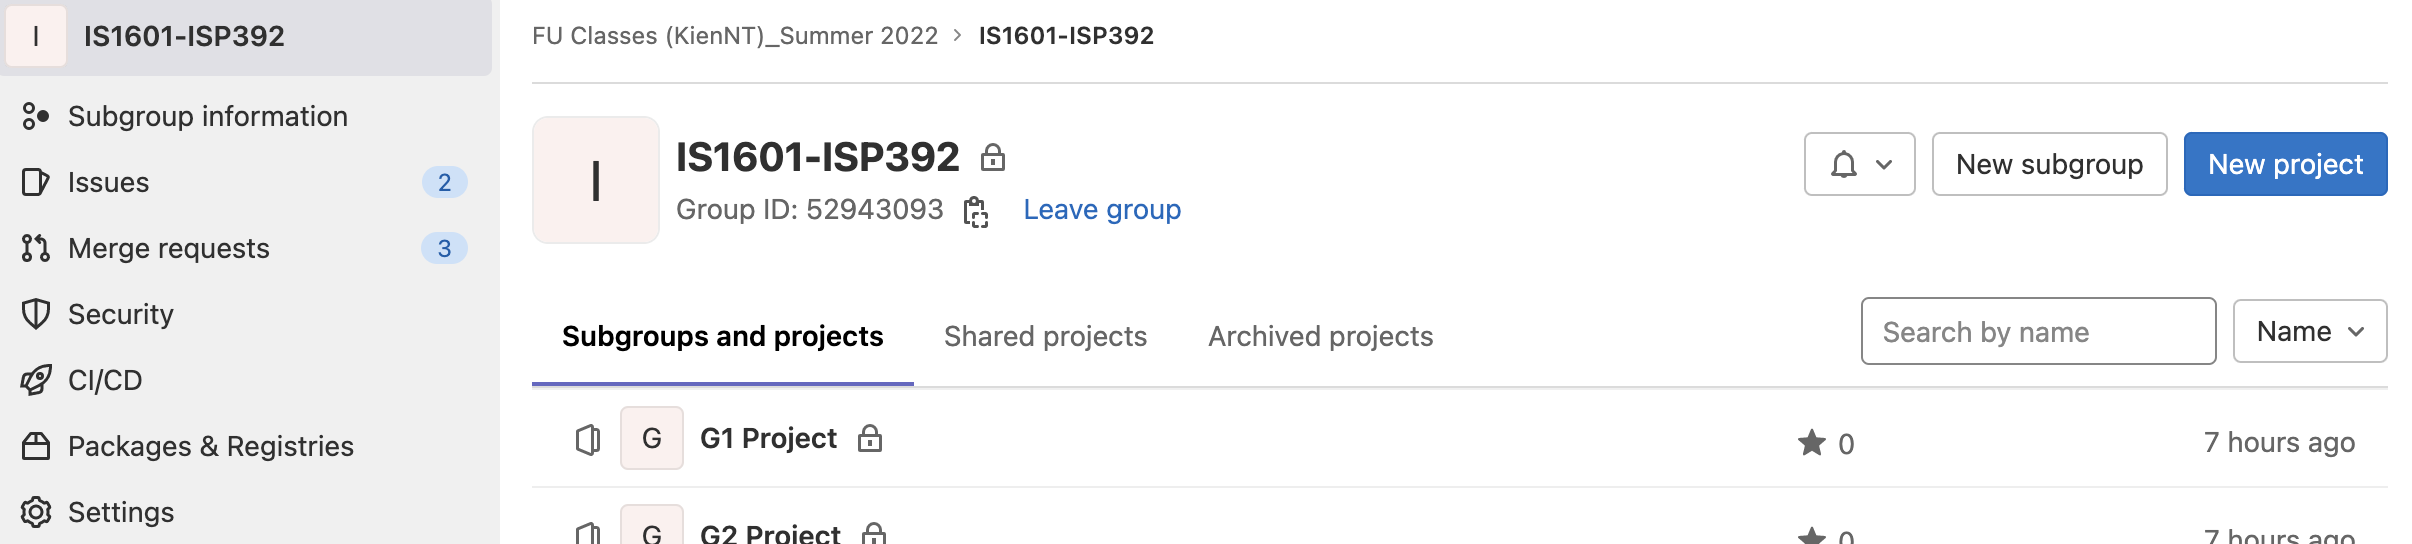 I IS1601-ISP392
Subgroup information
Issues 2
Merge requests 3
Security
CI/CD
Packages & Registries
Settings
FU Classes (KienNT)_Summer 2022 › IS1601-ISP392
I
IS1601-ISP392
Group ID: 52943093 Leave group
New subgroup
New project
Subgroups and projects Shared projects Archived projects
Search by name
Name
G G1 Project 0 7 hours ago
G G2 Project 0 7 hours ago